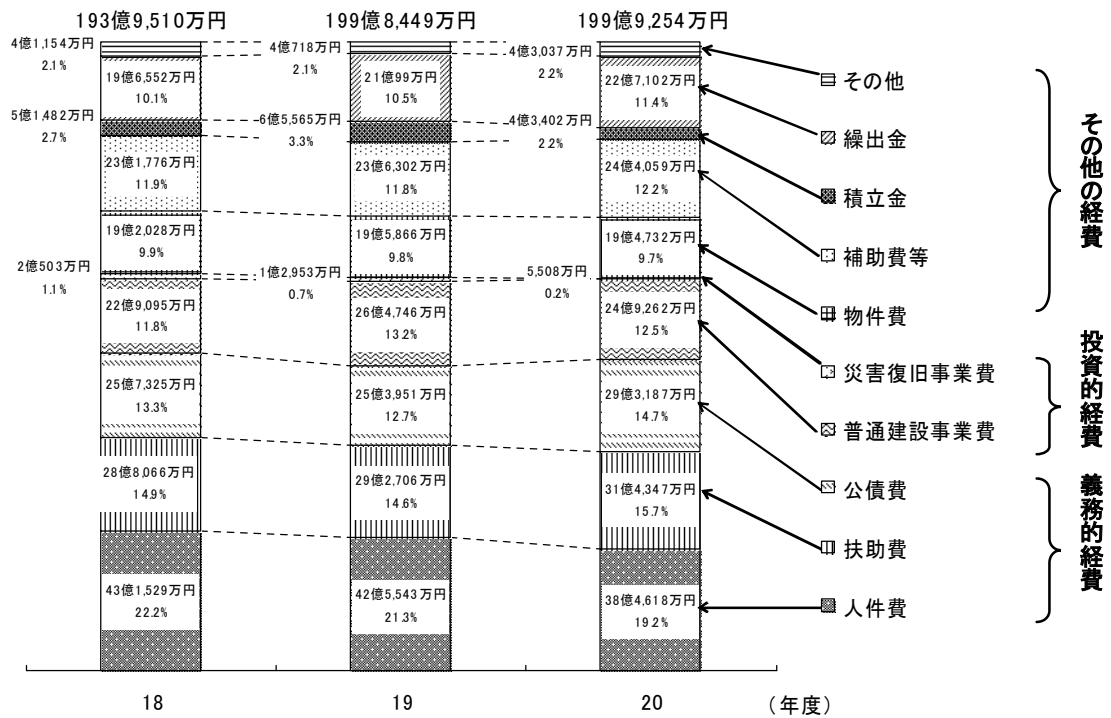 193億9,510万円
199億8,449万円
199億9,254万円
4億1,154万円
2.1%
19億6,552万円
10.1%
5億1,482万円
2.7%
23億1,776万円
11.9%
19億2,028万円
9.9%
2億503万円
1.1%
22億9,095万円
11.8%
25億7,325万円
13.3%
28億8,066万円
14.9%
43億1,529万円
22.2%
4億718万円
2.1%
21億99万円
10.5%
6億5,565万円
3.3%
23億6,302万円
11.8%
19億5,866万円
9.8%
1億2,953万円
0.7%
26億4,746万円
13.2%
25億3,951万円
12.7%
29億2,706万円
14.6%
42億5,543万円
21.3%
4億3,037万円
2.2%
22億7,102万円
11.4%
4億3,402万円
2.2%
24億4,059万円
12.2%
19億4,732万円
9.7%
5,508万円
0.2%
24億9,262万円
12.5%
29億3,187万円
14.7%
31億4,347万円
15.7%
38億4,618万円
19.2%
その他
繰出金
積立金
補助費等
物件費
災害復旧事業費
普通建設事業費
公債費
扶助費
人件費
その他の経費
投資的経費
義務的経費
18
19
20
(年度)